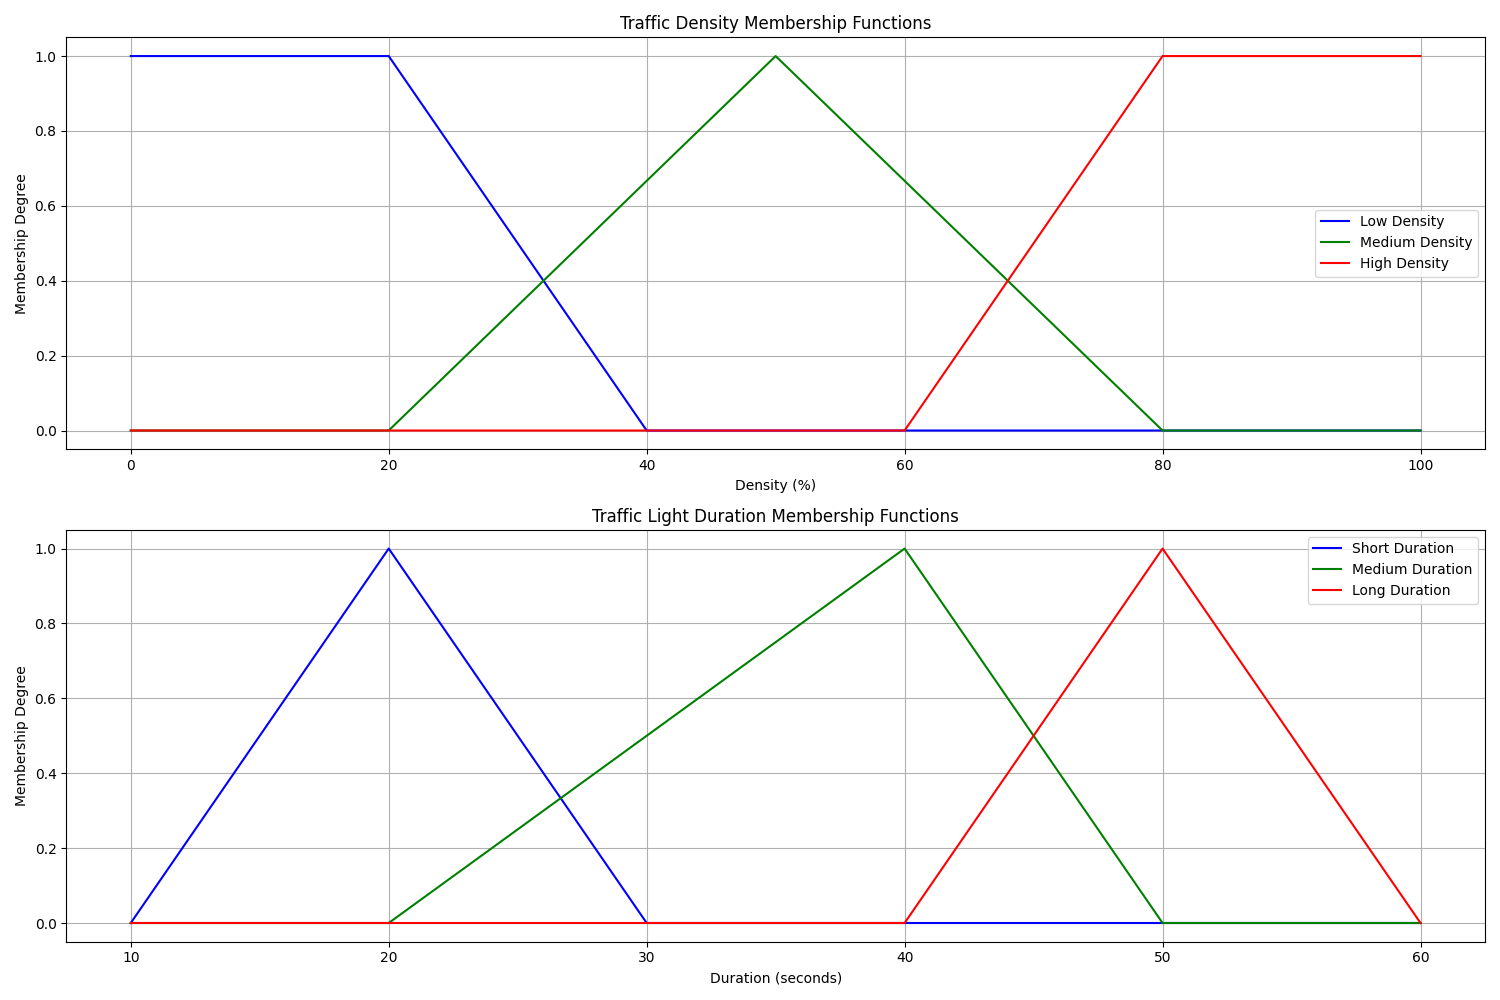 Traffic Density Membership Functions
1.0
0.8
0.6
0.4
0.2
0.0
Membership Degree
Low Density
Medium Density
High Density
0 20 40 60 80 100
Density (%)
Traffic Light Duration Membership Functions
1.0
0.8
0.6
0.4
0.2
0.0
Membership Degree
Short Duration
Medium Duration
Long Duration
10 20 30 40 50 60
Duration (seconds)